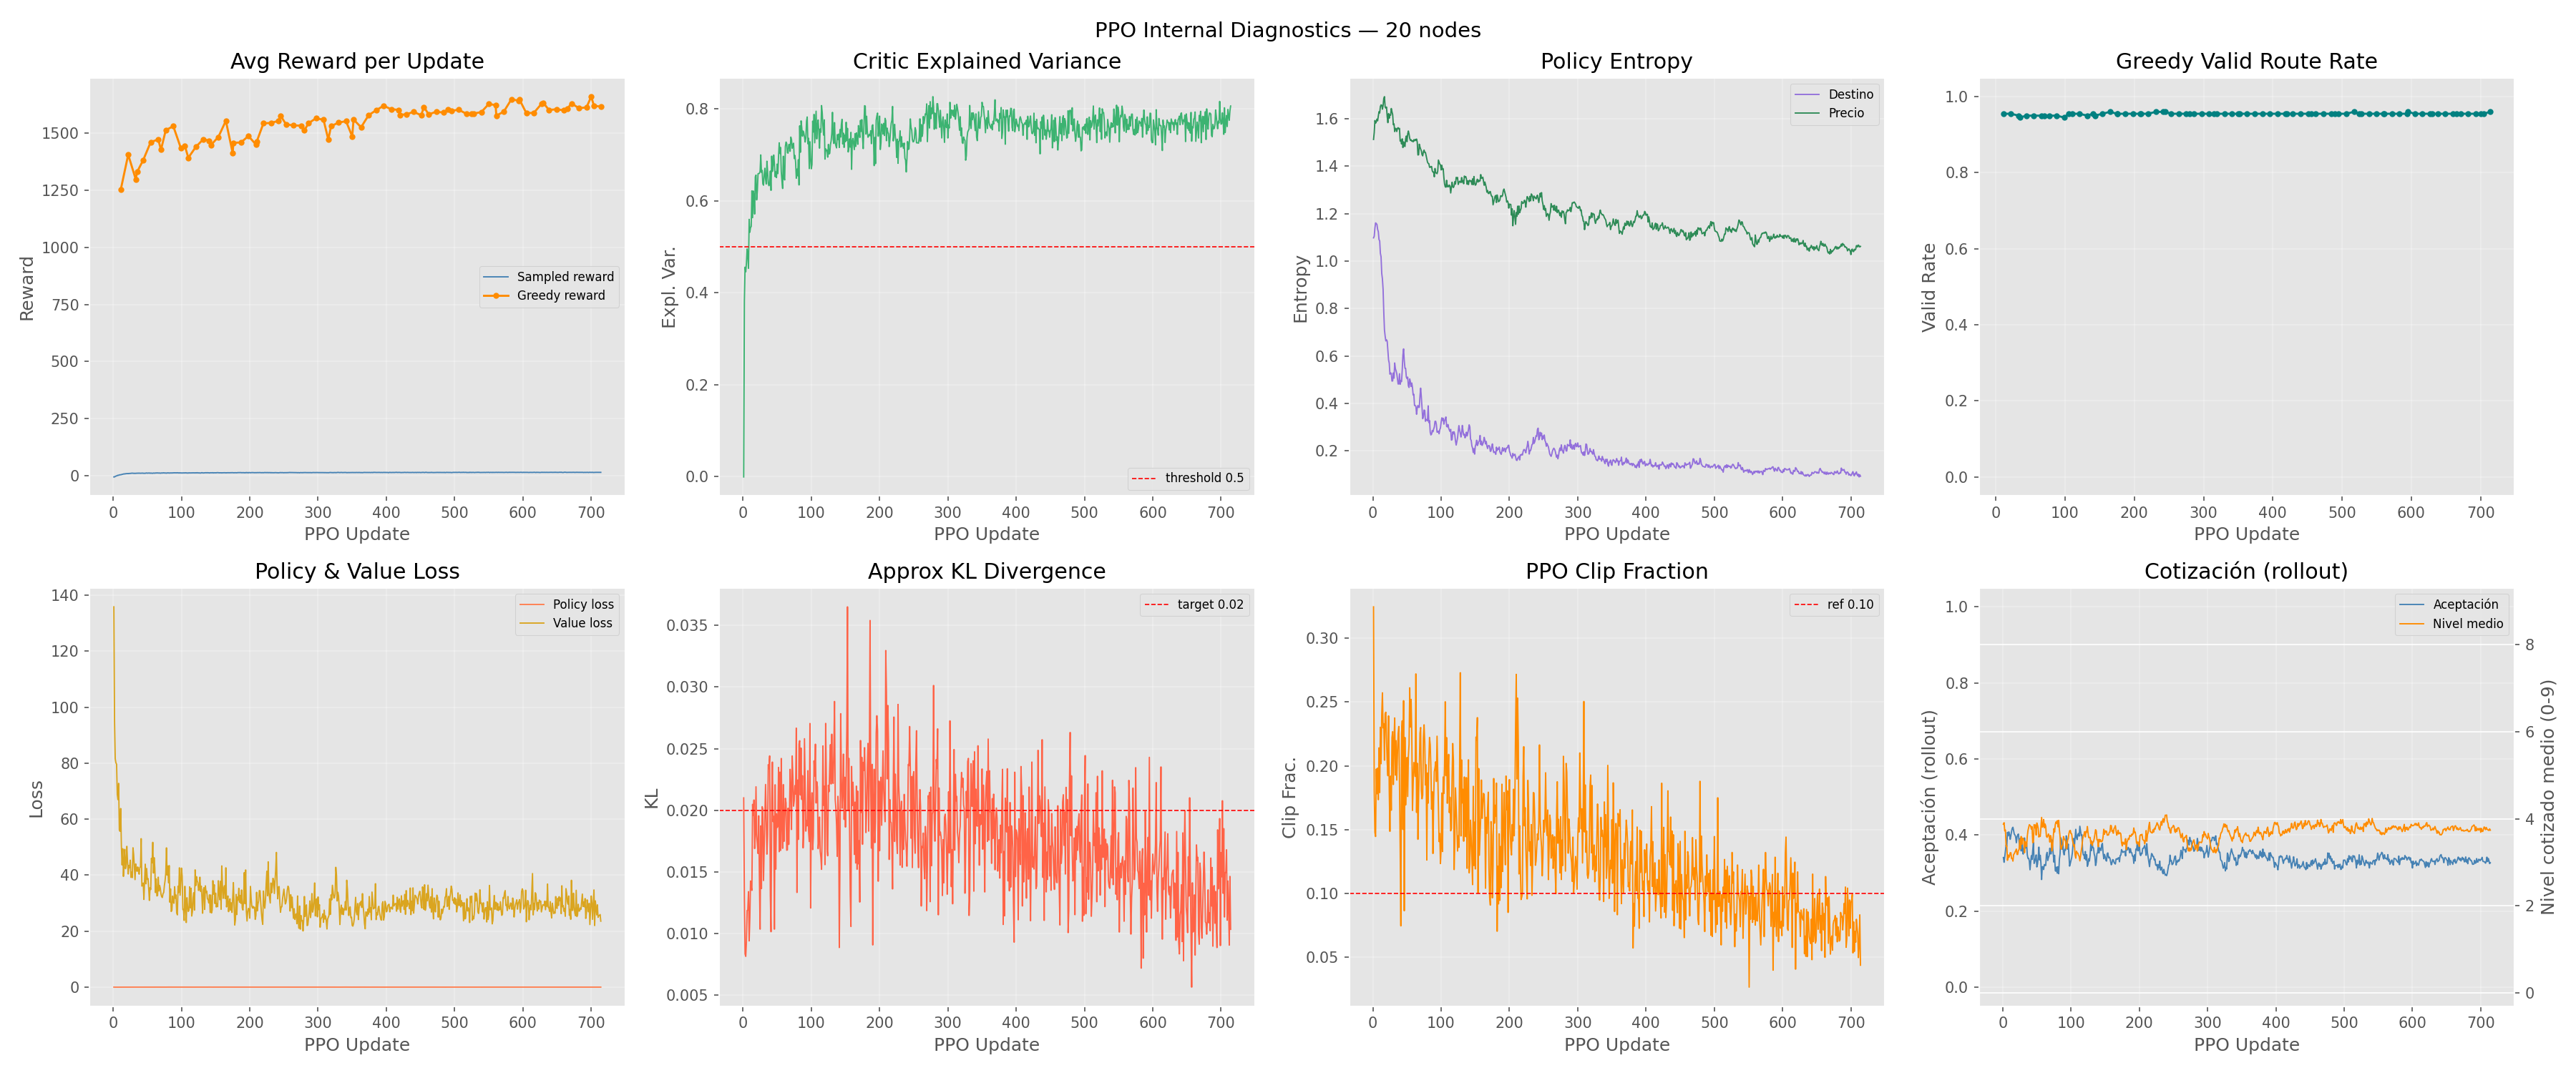 PPO Internal Diagnostics — 20 nodes
Avg Reward per Update
Reward
1500
1250
1000
750
500
250
0
Sampled reward
Greedy reward
0 100 200 300 400 500 600 700
PPO Update
Critic Explained Variance
Expl. Var.
0.8
0.6
0.4
0.2
0.0
threshold 0.5
0 100 200 300 400 500 600 700
PPO Update
Policy Entropy
Entropy
1.6
1.4
1.2
1.0
0.8
0.6
0.4
0.2
Destino
Precio
0 100 200 300 400 500 600 700
PPO Update
Greedy Valid Route Rate
Valid Rate
1.0
0.8
0.6
0.4
0.2
0.0
0 100 200 300 400 500 600 700
PPO Update
Policy & Value Loss
Loss
140
120
100
80
60
40
20
0
Policy loss
Value loss
0 100 200 300 400 500 600 700
PPO Update
Approx KL Divergence
KL
0.035
0.030
0.025
0.020
0.015
0.010
0.005
target 0.02
0 100 200 300 400 500 600 700
PPO Update
PPO Clip Fraction
Clip Frac.
0.30
0.25
0.20
0.15
0.10
0.05
ref 0.10
0 100 200 300 400 500 600 700
PPO Update
Cotización (rollout)
Aceptación (rollout)
1.0
0.8
0.6
0.4
0.2
0.0
Aceptación
Nivel medio
8
6
4
2
0
Nivel cotizado medio (0-9)
0 100 200 300 400 500 600 700
PPO Update